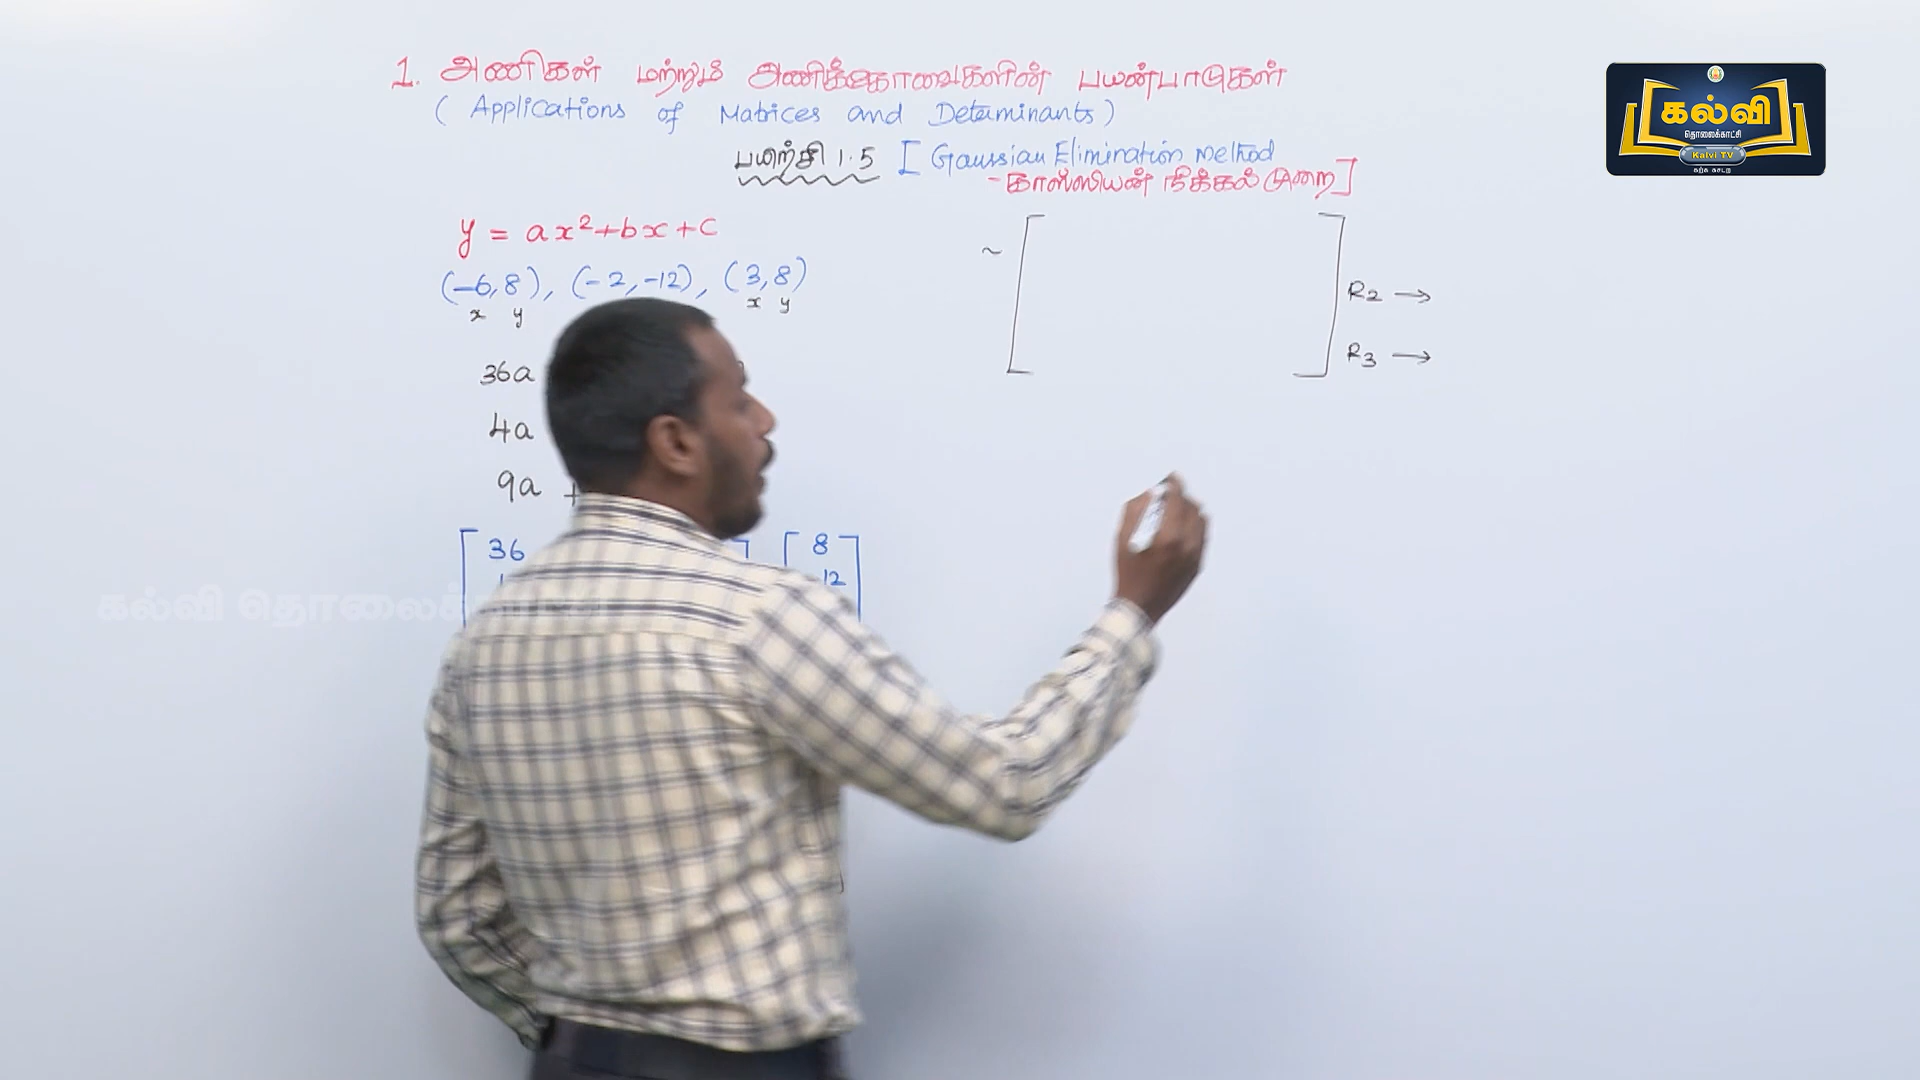 1. அணிகள் மற்றும் அணிக்கோவைகளின் பயன்பாடுகள்
( Applications of Matrices and Determinants )
பயிற்சி 1.5 [ Gaussian Elimination Method
- காஸ்ஸியன் நீக்கல் முறை ]
y = ax²+bx+c
(-6,8), (-2,-12), (3,8)
x y x y
36a
4a
9a +
36 8
12
~ [ ]
R2 →
R3 →
கல்வி
தொலைக்காட்சி
Kalvi TV
கற்க கசடற
கல்வி தொலைக்காட்சி